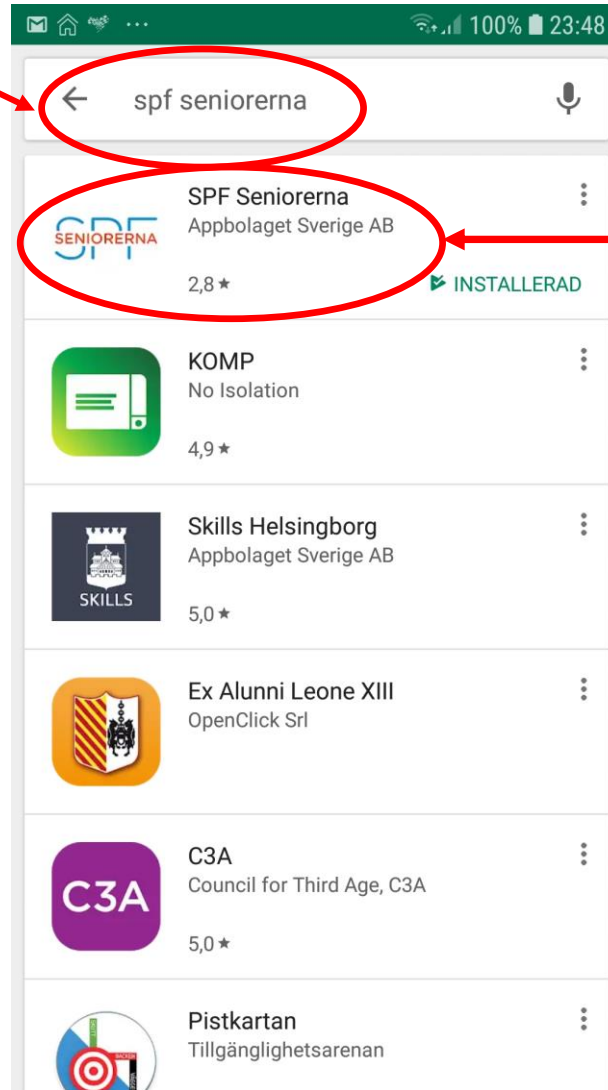 100% 23:48
spf seniorerna
SPF
SENIORERNA
SPF Seniorerna
Appbolaget Sverige AB
2,8 ★
INSTALLERAD
KOMP
No Isolation
4,9 ★
SKILLS
Skills Helsingborg
Appbolaget Sverige AB
5,0 ★
Ex Alunni Leone XIII
OpenClick Srl
C3A
C3A
Council for Third Age, C3A
5,0 ★
Pistkartan
Tillgänglighetsarenan